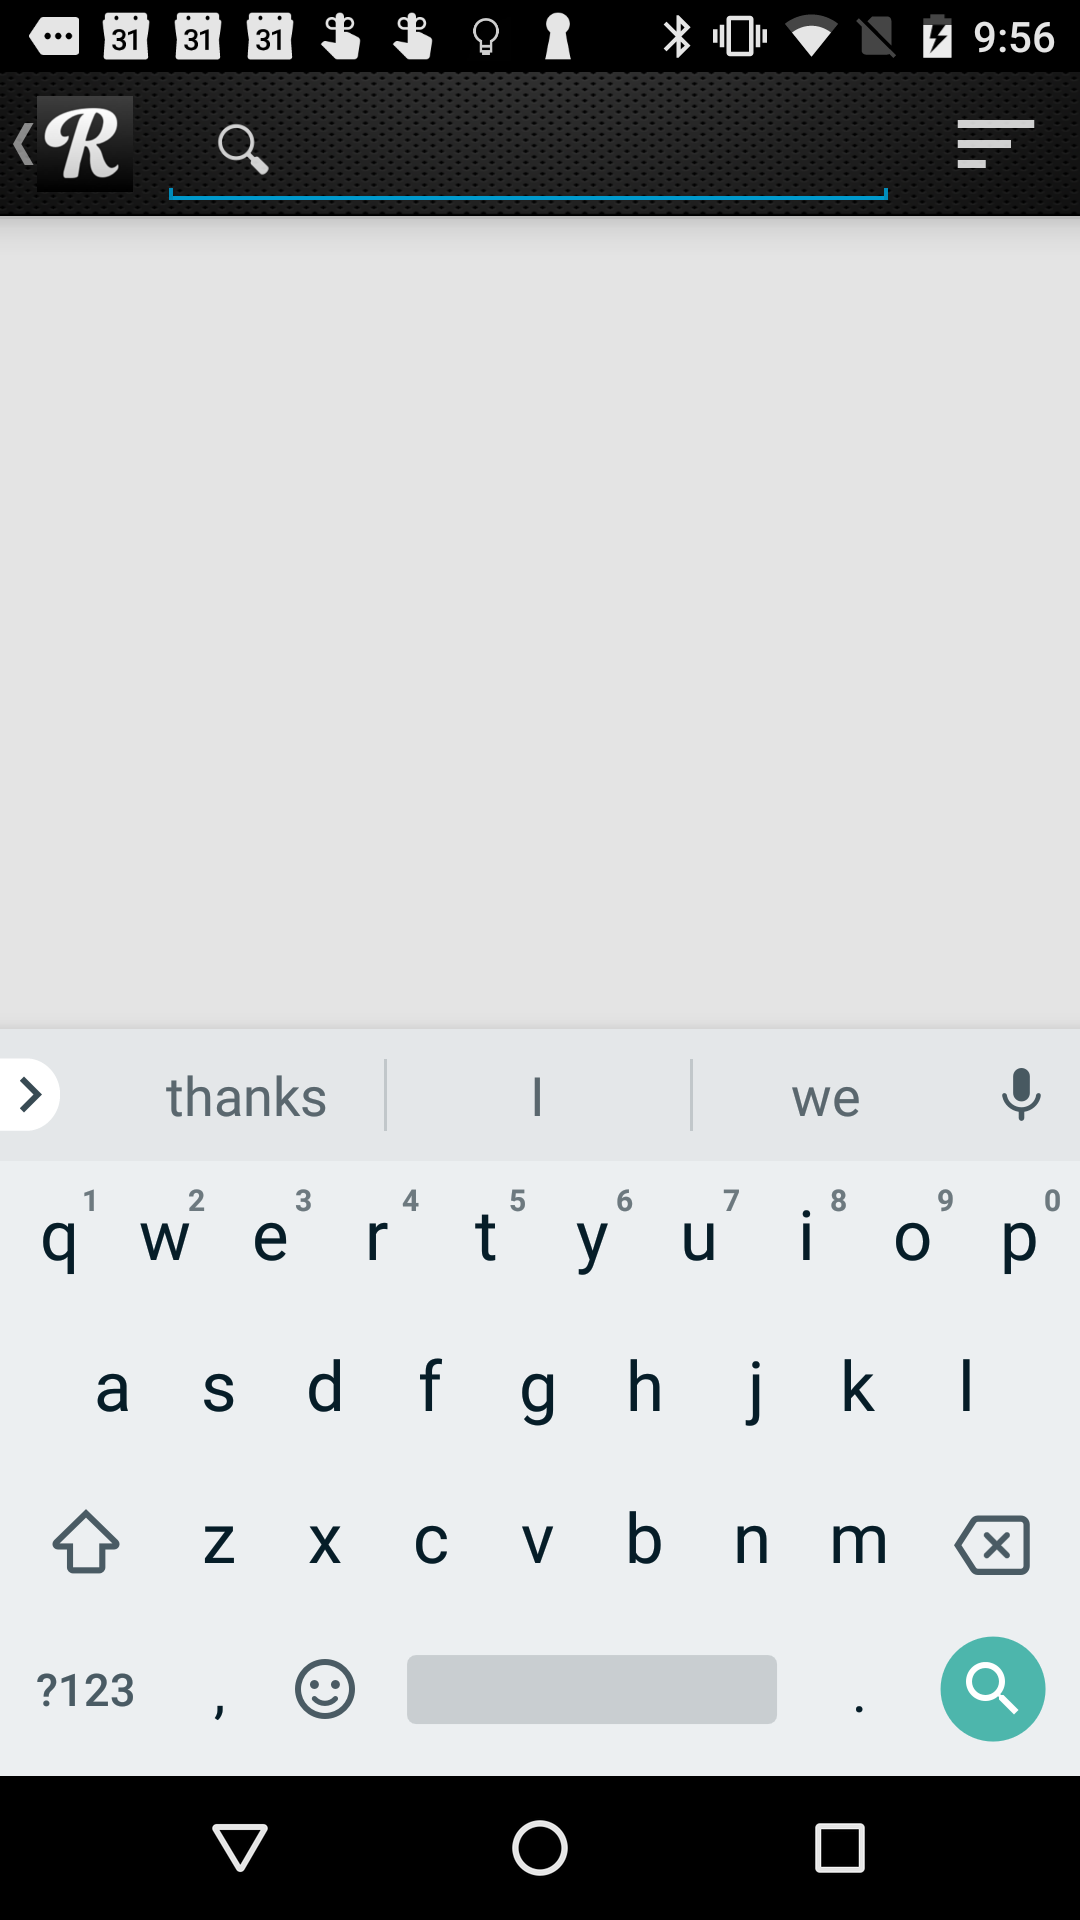 31 31 31 9:56
R
thanks I we
1 2 3 4 5 6 7 8 9 0
q w e r t y u i o p
a s d f g h j k l
z x c v b n m
?123 , .